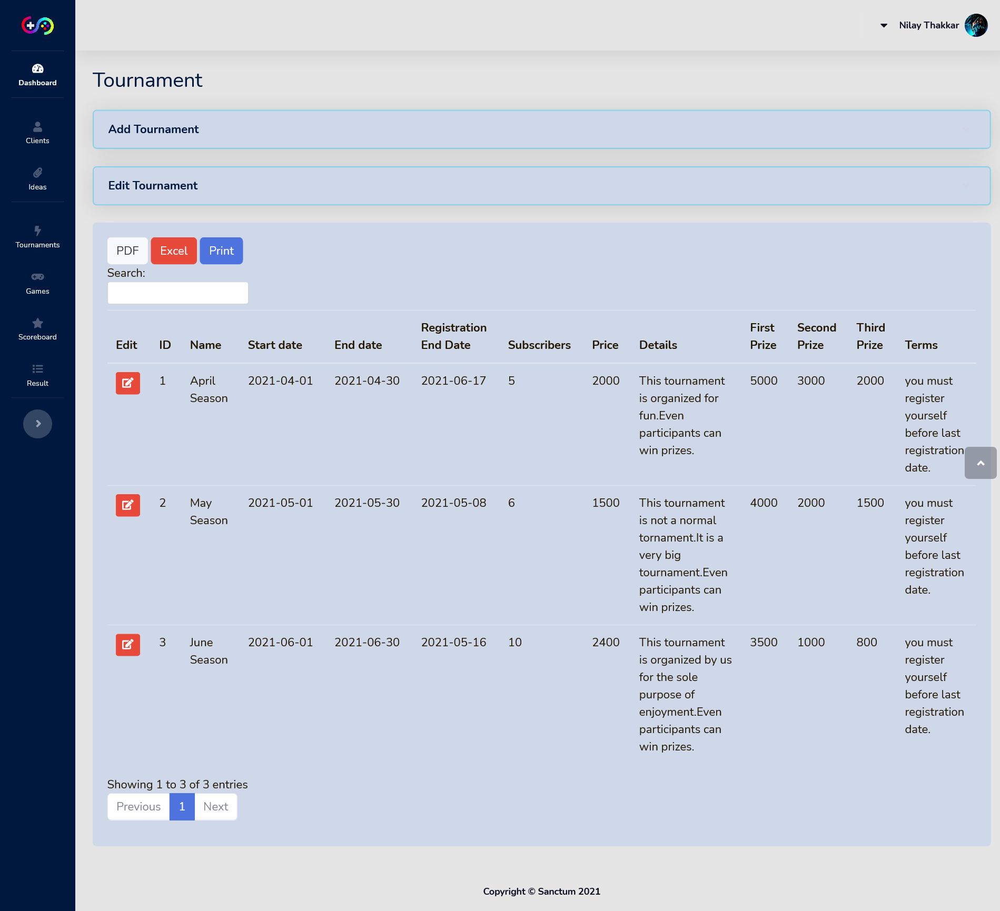 Nilay Thakkar
Dashboard
Clients
Ideas
Tournaments
Games
Scoreboard
Result
Tournament
Add Tournament
Edit Tournament
PDF Excel Print
Search:
Edit ID Name Start date End date Registration End Date Subscribers Price Details First Prize Second Prize Third Prize Terms
1 April Season 2021-04-01 2021-04-30 2021-06-17 5 2000 This tournament is organized for fun.Even participants can win prizes. 5000 3000 2000 you must register yourself before last registration date.
2 May Season 2021-05-01 2021-05-30 2021-05-08 6 1500 This tournament is not a normal tornament.It is a very big tournament.Even participants can win prizes. 4000 2000 1500 you must register yourself before last registration date.
3 June Season 2021-06-01 2021-06-30 2021-05-16 10 2400 This tournament is organized by us for the sole purpose of enjoyment.Even participants can win prizes. 3500 1000 800 you must register yourself before last registration date.
Showing 1 to 3 of 3 entries
Previous 1 Next
Copyright © Sanctum 2021